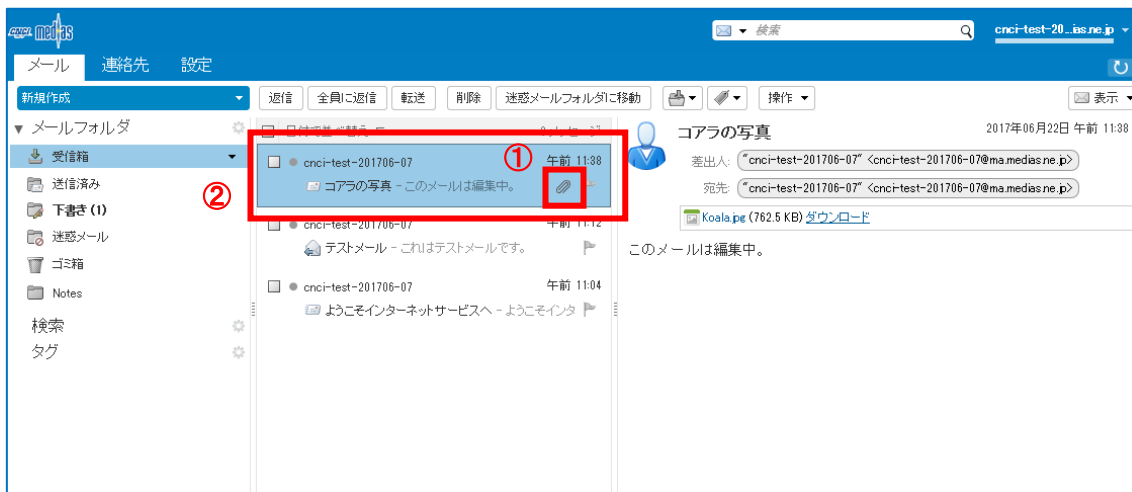 cnci medias
検索
cnci-test-20...ias.ne.jp
メール 連絡先 設定
新規作成
返信 全員に返信 転送 削除 迷惑メールフォルダに移動 操作 表示
メールフォルダ
受信箱
送信済み
下書き (1)
迷惑メール
ゴミ箱
Notes
検索
タグ
①
②
cnci-test-201706-07 午前 11:38
コアラの写真 - このメールは編集中。
cnci-test-201706-07 午前 11:12
テストメール - これはテストメールです。
cnci-test-201706-07 午前 11:04
ようこそインターネットサービスへ - ようこそインタ
コアラの写真 2017年06月22日 午前 11:38
差出人: "cnci-test-201706-07" <cnci-test-201706-07@ma.medias.ne.jp>
宛先: "cnci-test-201706-07" <cnci-test-201706-07@ma.medias.ne.jp>
Koala.jpg (762.5 KB) ダウンロード
このメールは編集中。